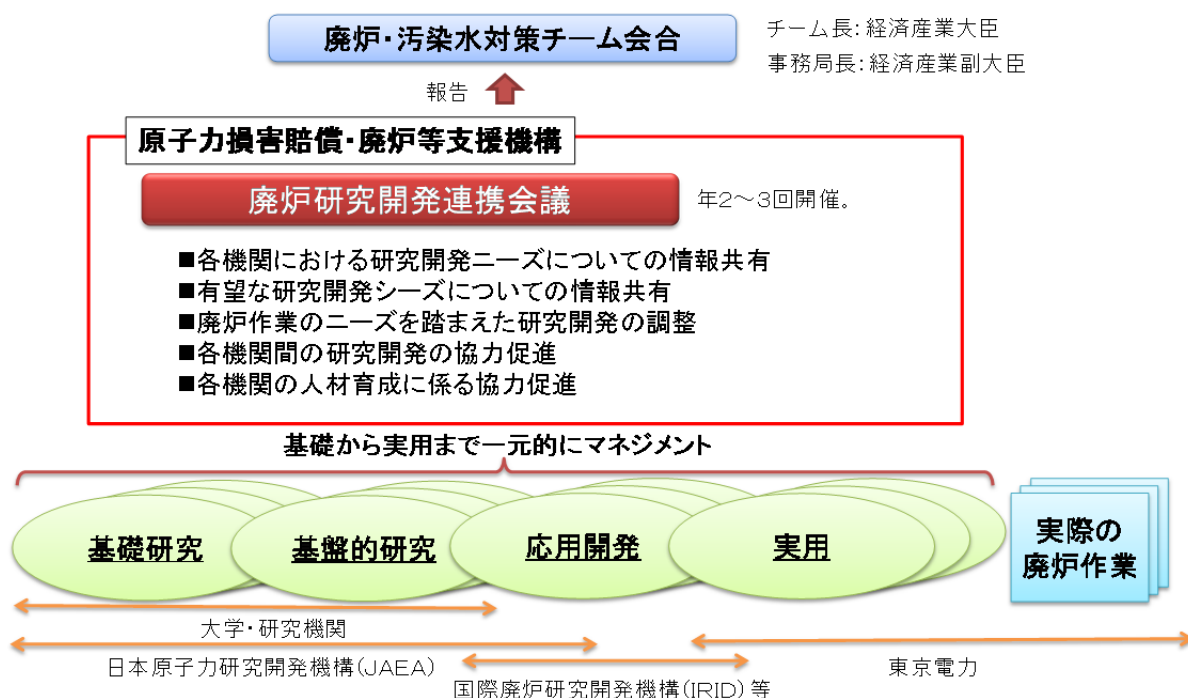 廃炉・汚染水対策チーム会合
チーム長：経済産業大臣
事務局長：経済産業副大臣
報告
原子力損害賠償・廃炉等支援機構
廃炉研究開発連携会議
年2～3回開催。
■各機関における研究開発ニーズについての情報共有
■有望な研究開発シーズについての情報共有
■廃炉作業のニーズを踏まえた研究開発の調整
■各機関間の研究開発の協力促進
■各機関の人材育成に係る協力促進
基礎から実用まで一元的にマネジメント
基礎研究
基盤的研究
応用開発
実用
実際の
廃炉作業
大学・研究機関
日本原子力研究開発機構(JAEA)
東京電力
国際廃炉研究開発機構(IRID)等